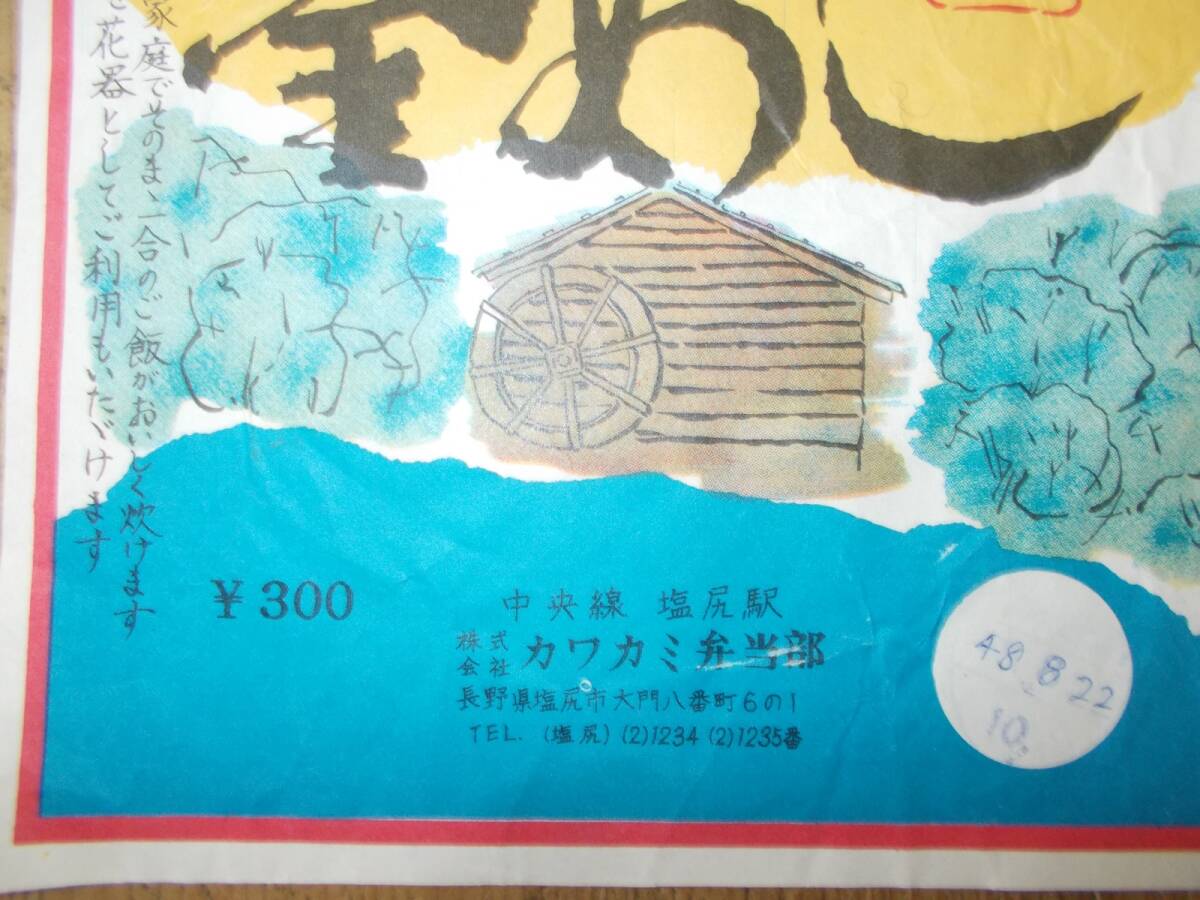 家庭でそのまゝ一合のご飯がおいしく炊けます
花器としてご利用もいたゞけます
¥300
中央線 塩尻駅
株式会社 カワカミ弁当部
長野県塩尻市大門八番町6の1
TEL. (塩尻) (2)1234 (2)1235番
48 8 22
10